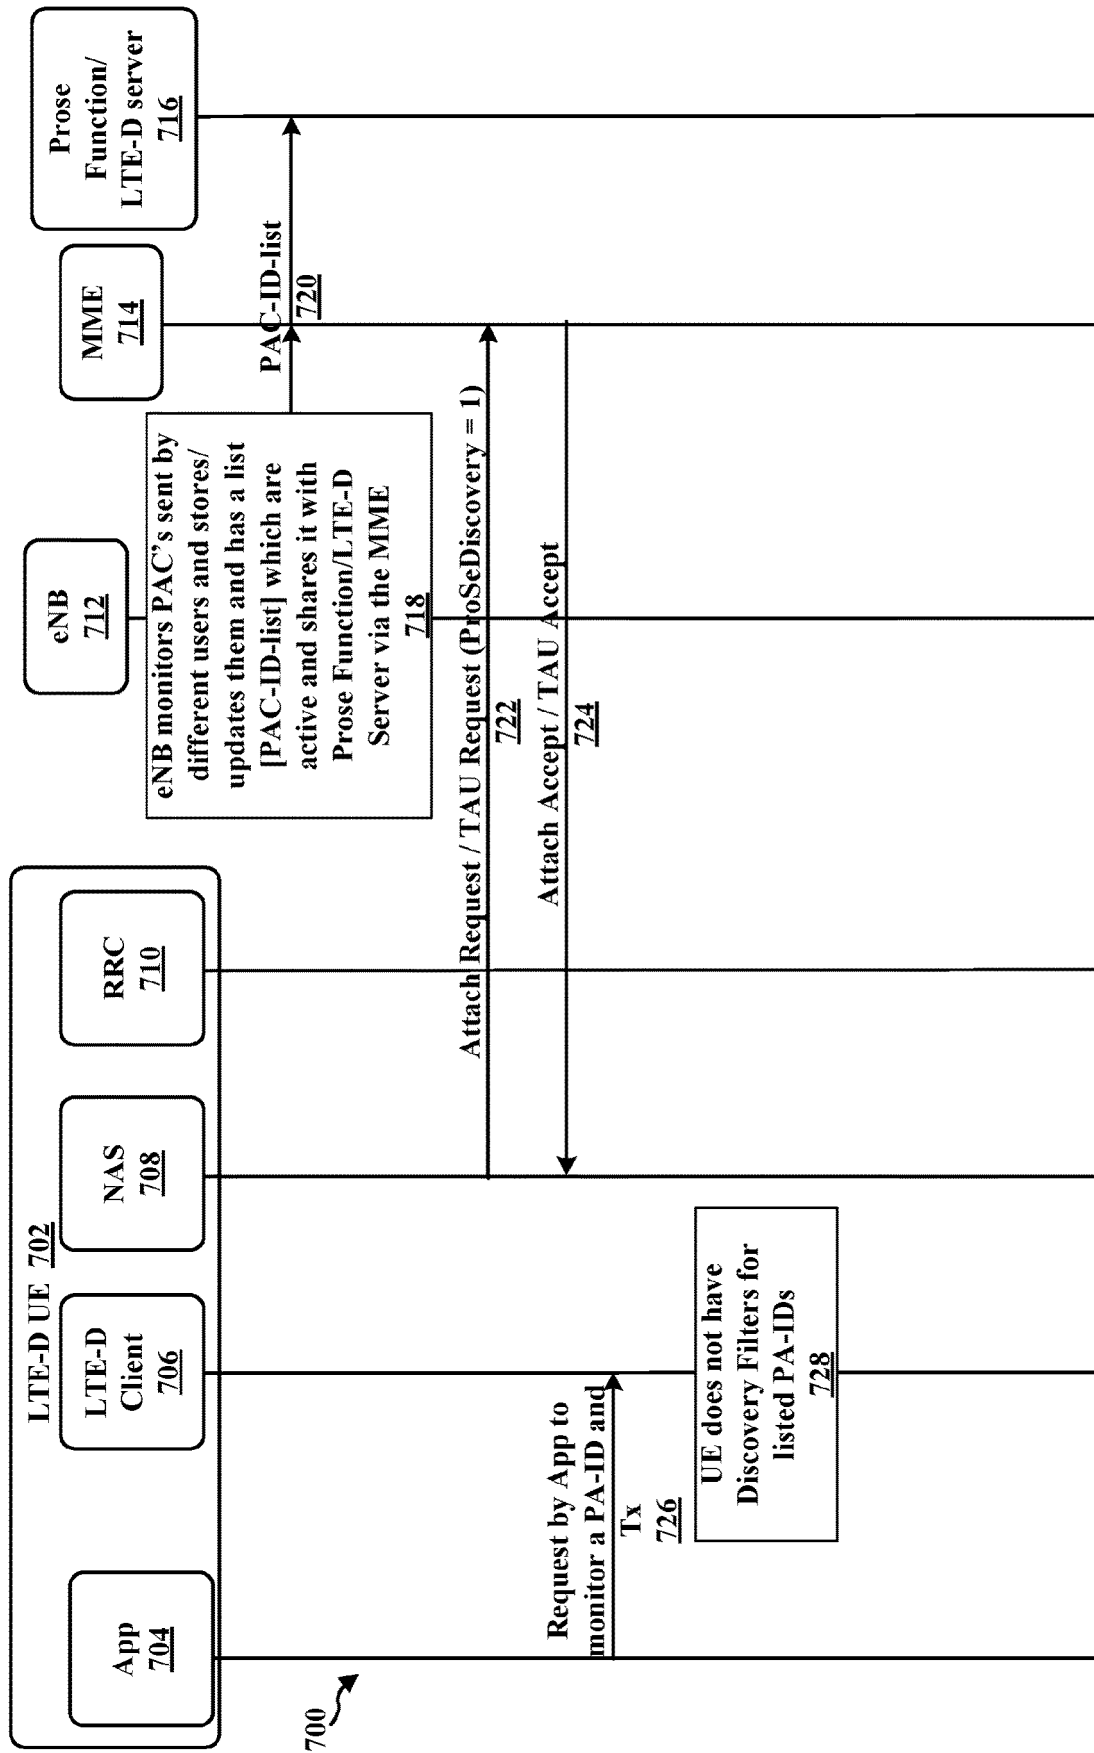 LTE-D UE 702
App
704
LTE-D
Client
706
NAS
708
RRC
710
eNB
712
MME
714
Prose
Function/
LTE-D server
716
700
eNB monitors PAC's sent by
different users and stores/
updates them and has a list
[PAC-ID-list] which are
active and shares it with
Prose Function/LTE-D
Server via the MME
718
PAC-ID-list
720
Attach Request / TAU Request (ProSeDiscovery = 1)
722
Attach Accept / TAU Accept
724
Request by App to
monitor a PA-ID and
Tx
726
UE does not have
Discovery Filters for
listed PA-IDs
728